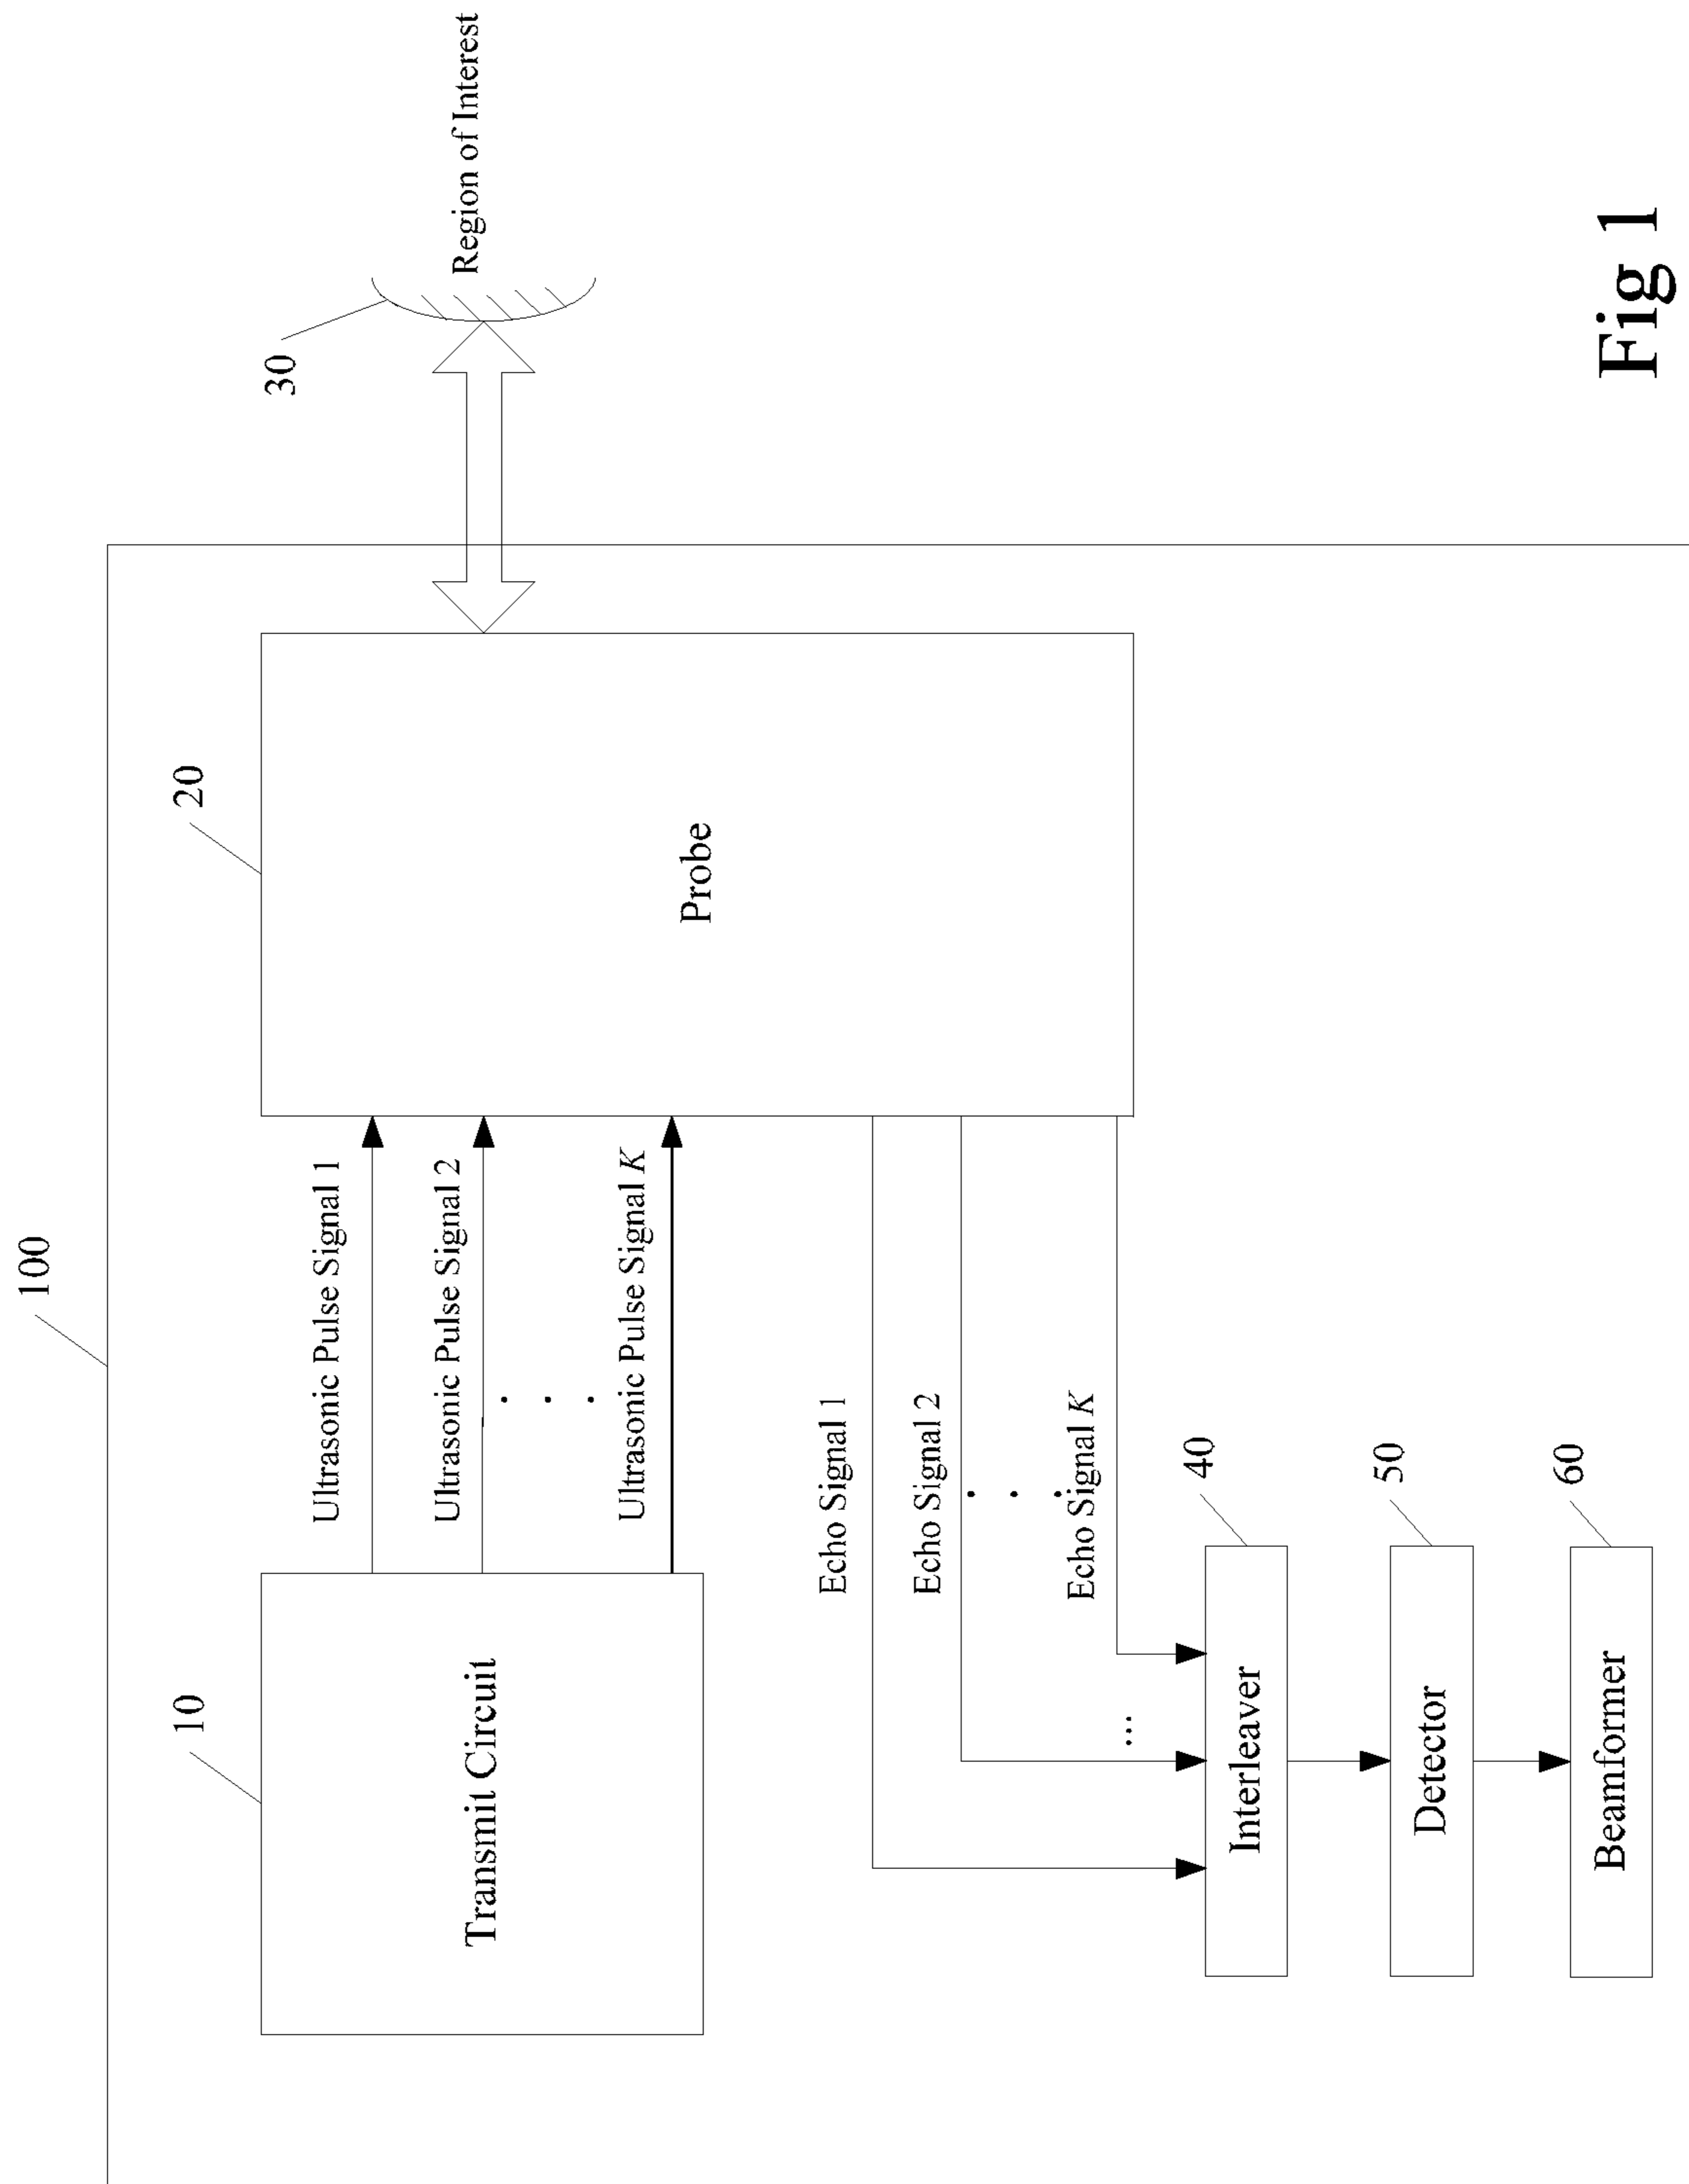 100
10
20
30
Transmit Circuit
Ultrasonic Pulse Signal 1
Ultrasonic Pulse Signal 2
. . .
Ultrasonic Pulse Signal K
Probe
Region of Interest
Echo Signal 1
Echo Signal 2
. . .
Echo Signal K
...
Interleaver
40
Detector
50
Beamformer
60
Fig 1